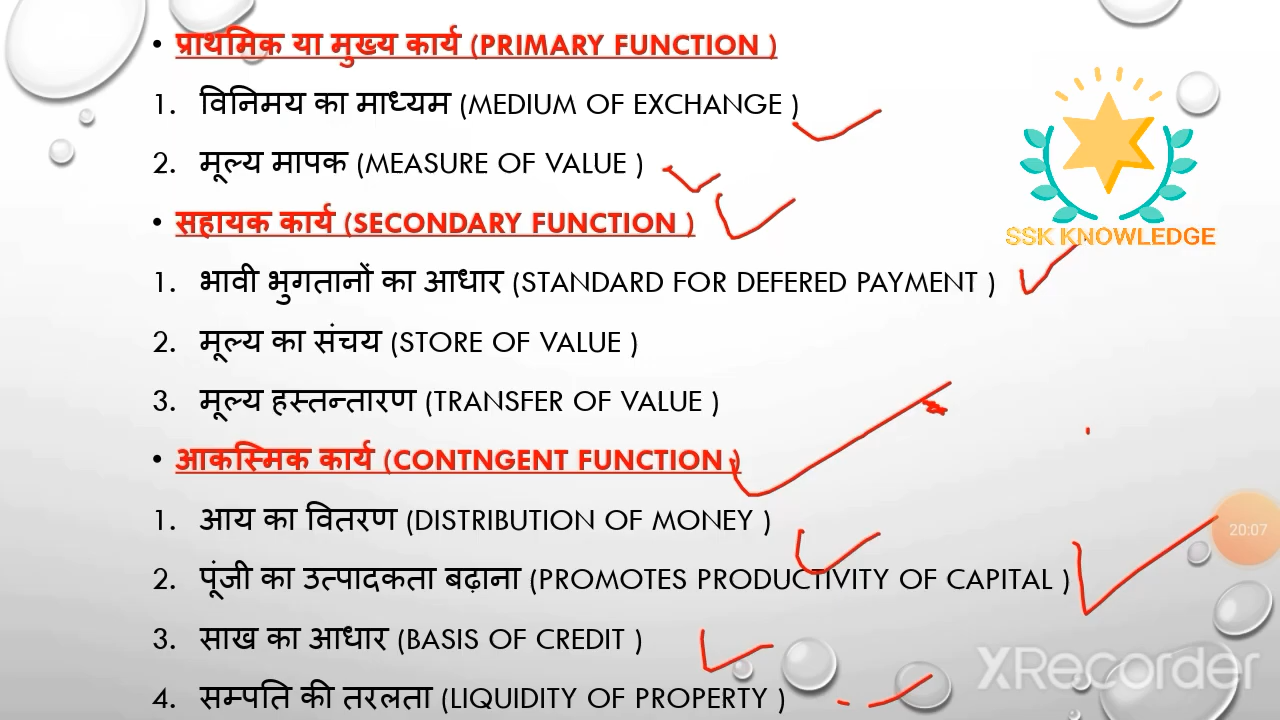 • प्राथमिक या मुख्य कार्य (PRIMARY FUNCTION )
1. विनिमय का माध्यम (MEDIUM OF EXCHANGE )
2. मूल्य मापक (MEASURE OF VALUE )
SSK KNOWLEDGE
• सहायक कार्य (SECONDARY FUNCTION )
1. भावी भुगतानों का आधार (STANDARD FOR DEFERED PAYMENT )
2. मूल्य का संचय (STORE OF VALUE )
3. मूल्य हस्तन्तारण (TRANSFER OF VALUE )
• आकस्मिक कार्य (CONTNGENT FUNCTION )
1. आय का वितरण (DISTRIBUTION OF MONEY )
20:07
2. पूंजी का उत्पादकता बढ़ाना (PROMOTES PRODUCTIVITY OF CAPITAL )
3. साख का आधार (BASIS OF CREDIT )
XRecorder
4. सम्पति की तरलता (LIQUIDITY OF PROPERTY )